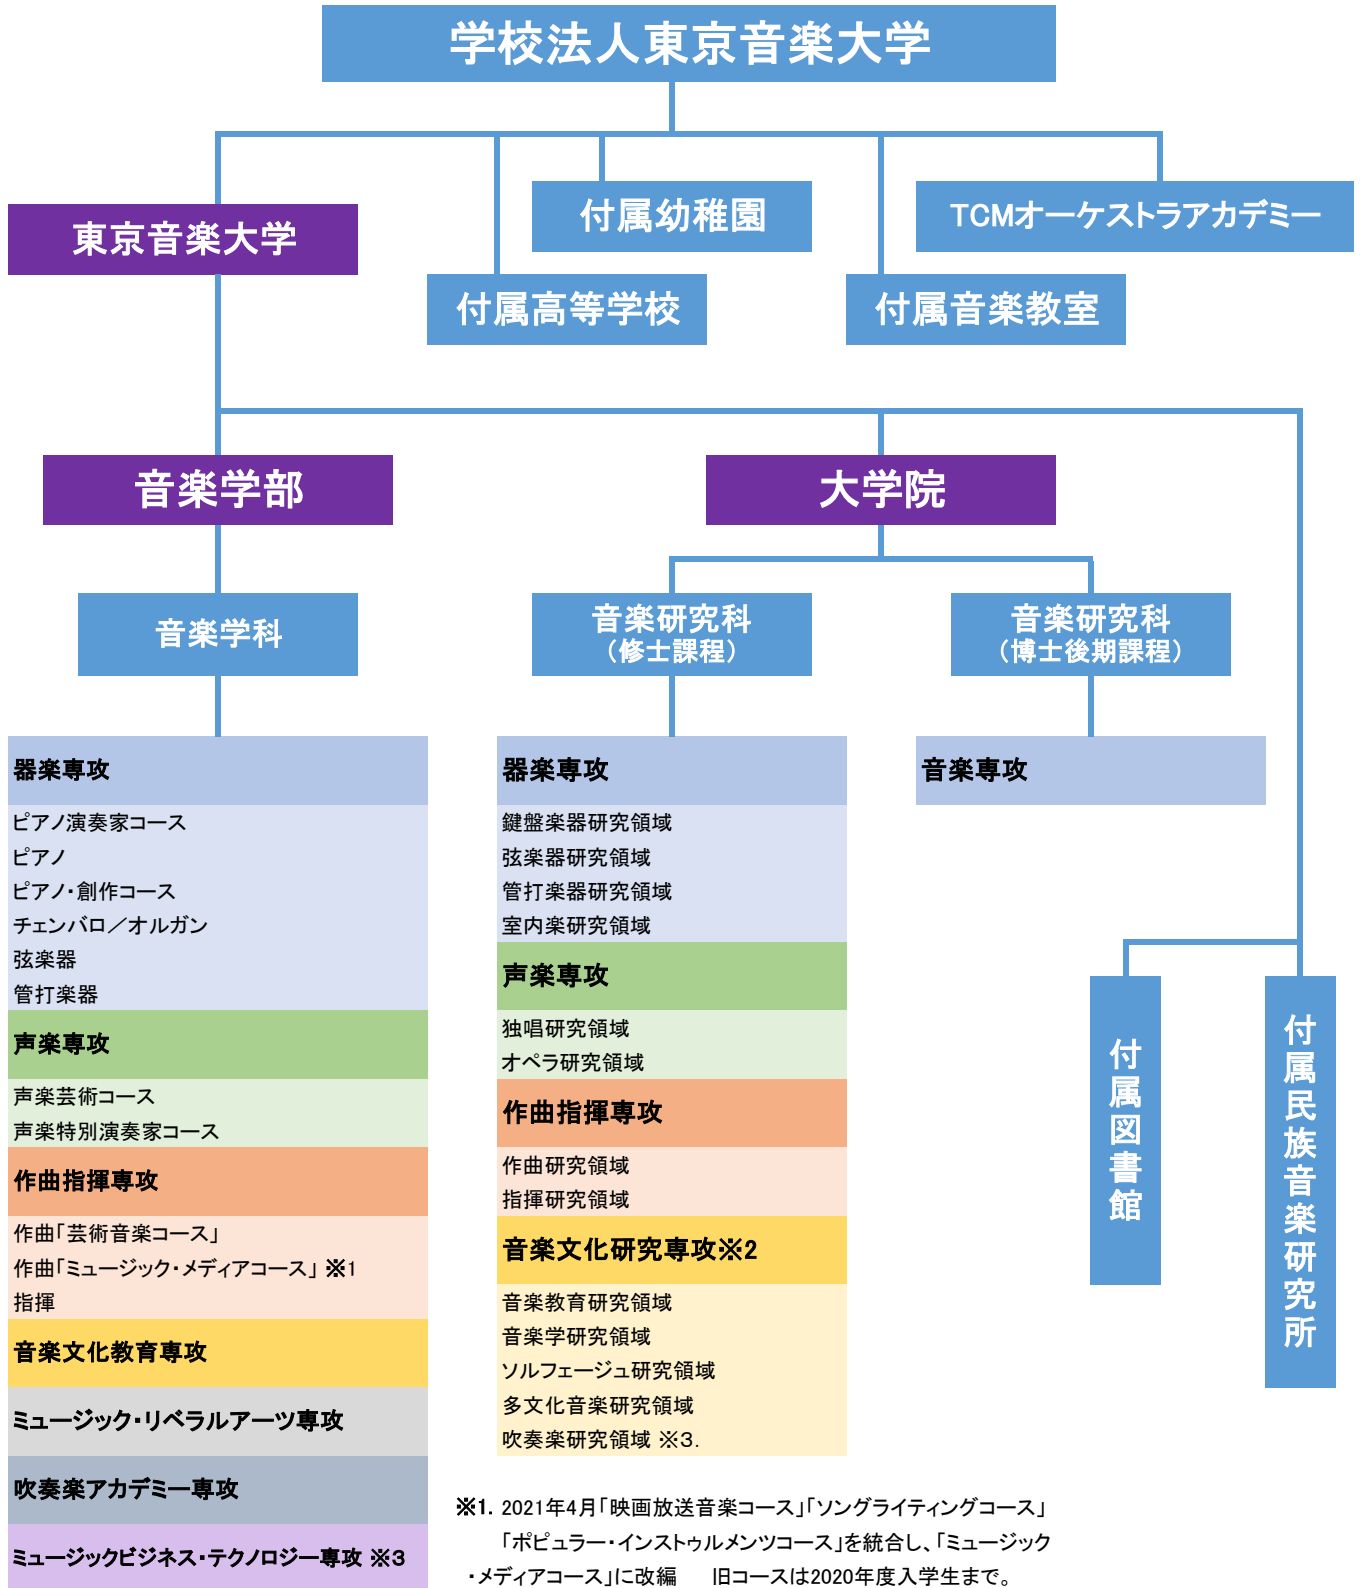 学校法人東京音楽大学
付属幼稚園
TCMオーケストラアカデミー
東京音楽大学
付属高等学校
付属音楽教室
音楽学部
大学院
音楽学科
音楽研究科
（修士課程）
音楽研究科
（博士後期課程）
器楽専攻
ピアノ演奏家コース
ピアノ
ピアノ・創作コース
チェンバロ／オルガン
弦楽器
管打楽器
声楽専攻
声楽芸術コース
声楽特別演奏家コース
作曲指揮専攻
作曲「芸術音楽コース」
作曲「ミュージック・メディアコース」 ※1
指揮
音楽文化教育専攻
ミュージック・リベラルアーツ専攻
吹奏楽アカデミー専攻
ミュージックビジネス・テクノロジー専攻 ※3
器楽専攻
鍵盤楽器研究領域
弦楽器研究領域
管打楽器研究領域
室内楽研究領域
声楽専攻
独唱研究領域
オペラ研究領域
作曲指揮専攻
作曲研究領域
指揮研究領域
音楽文化研究専攻※2
音楽教育研究領域
音楽学研究領域
ソルフェージュ研究領域
多文化音楽研究領域
吹奏楽研究領域 ※3.
音楽専攻
付属図書館
付属民族音楽研究所
※1. 2021年4月「映画放送音楽コース」「ソングライティングコース」
「ポピュラー・インストゥルメンツコース」を統合し、「ミュージック
・メディアコース」に改編　　旧コースは2020年度入学生まで。